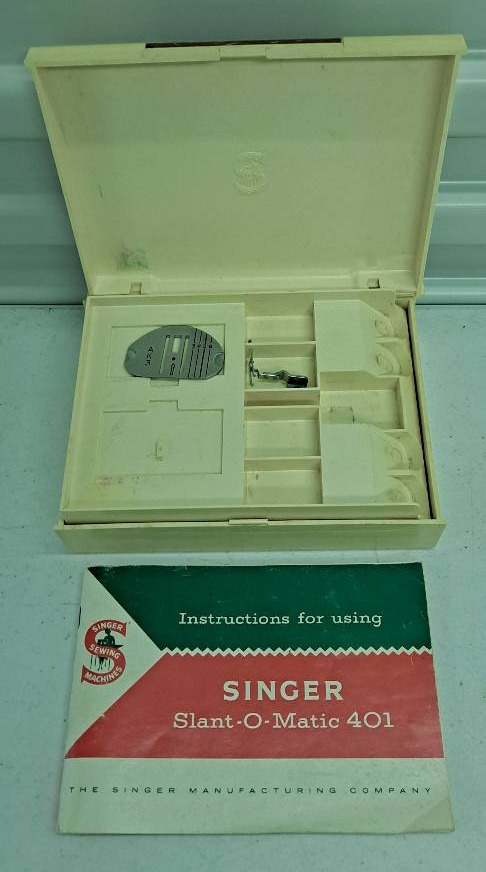 AK3
Instructions for using
SINGER
SEWING
MACHINES
SINGER
Slant-O-Matic 401
THE SINGER MANUFACTURING COMPANY